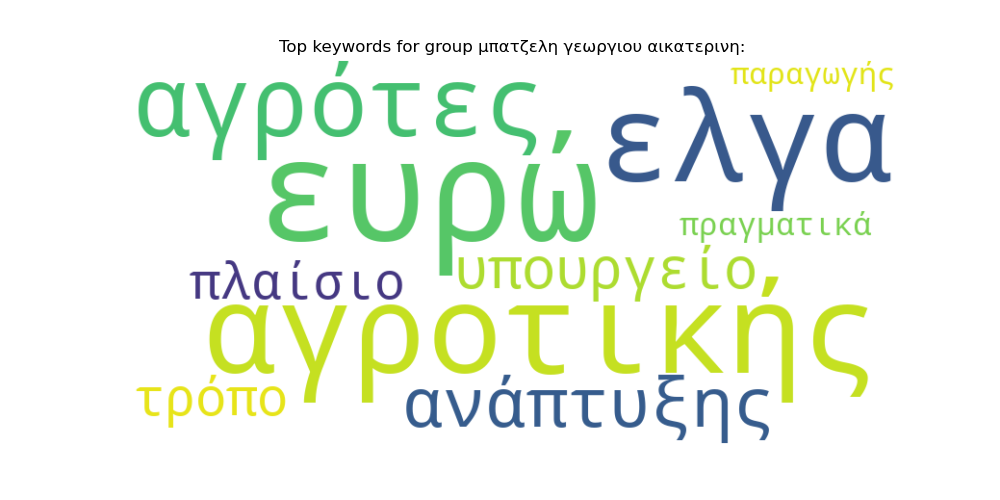 Top keywords for group μπατζελη γεωργιου αικατερινη:
παραγωγής
αγρότες
ελγα
ευρώ
πραγματικά
υπουργείο
πλαίσιο
αγροτικής
τρόπο
ανάπτυξης